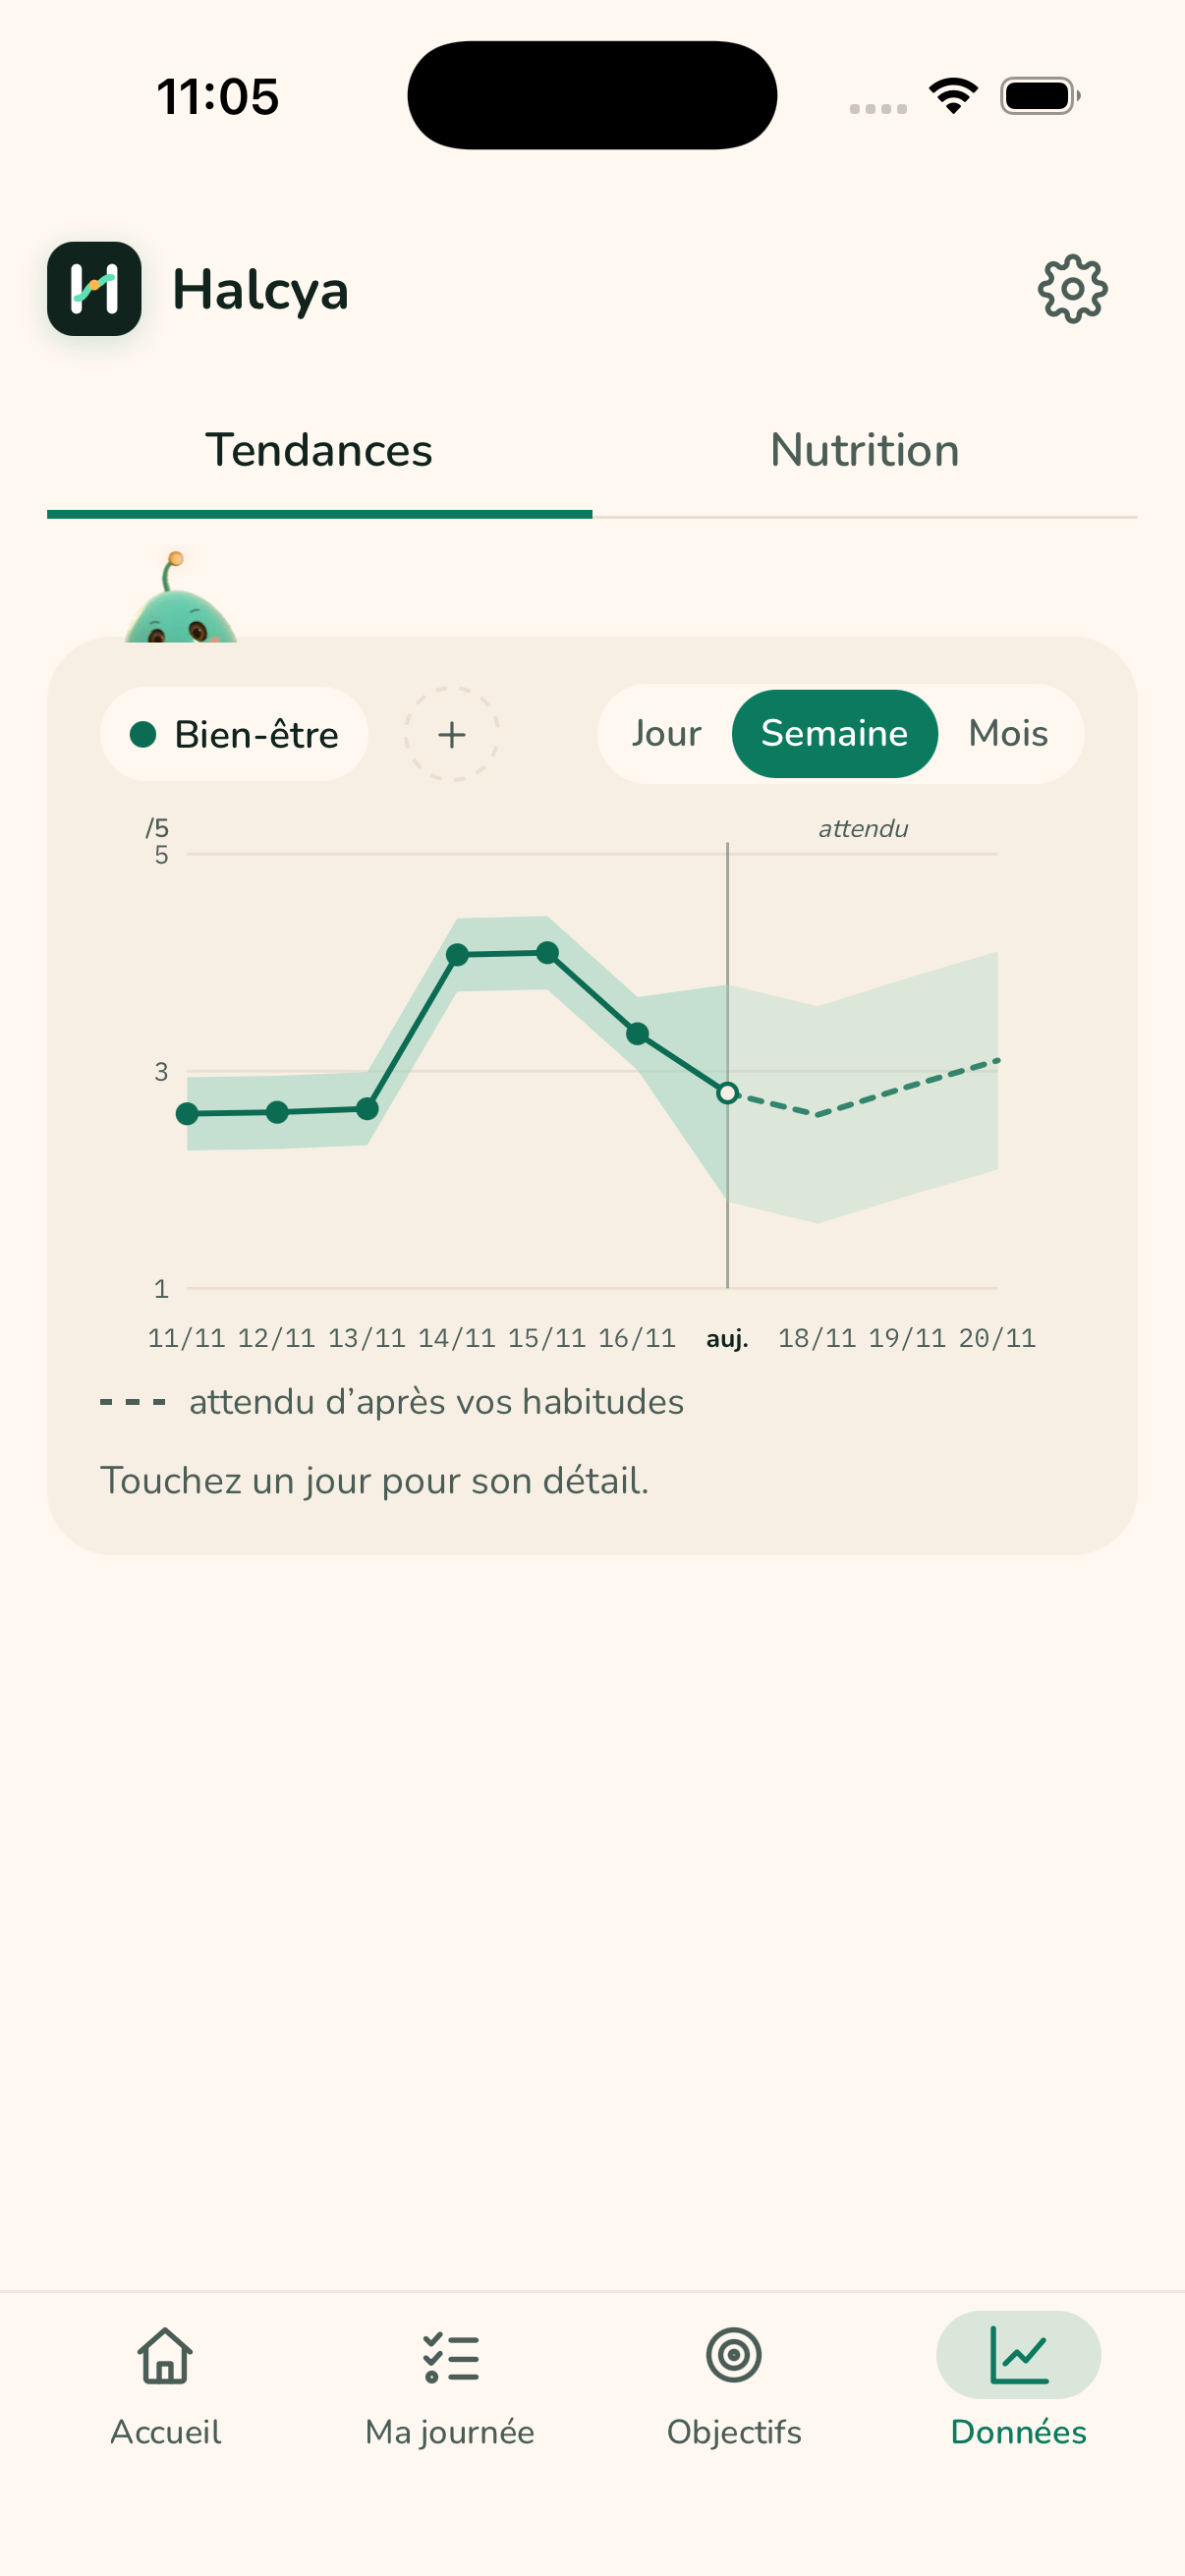 11:05
Halcya
Tendances Nutrition
Bien-être + Jour Semaine Mois
/5 attendu
5
3
1
11/11 12/11 13/11 14/11 15/11 16/11 auj. 18/11 19/11 20/11
attendu d’après vos habitudes
Touchez un jour pour son détail.
Accueil Ma journée Objectifs Données